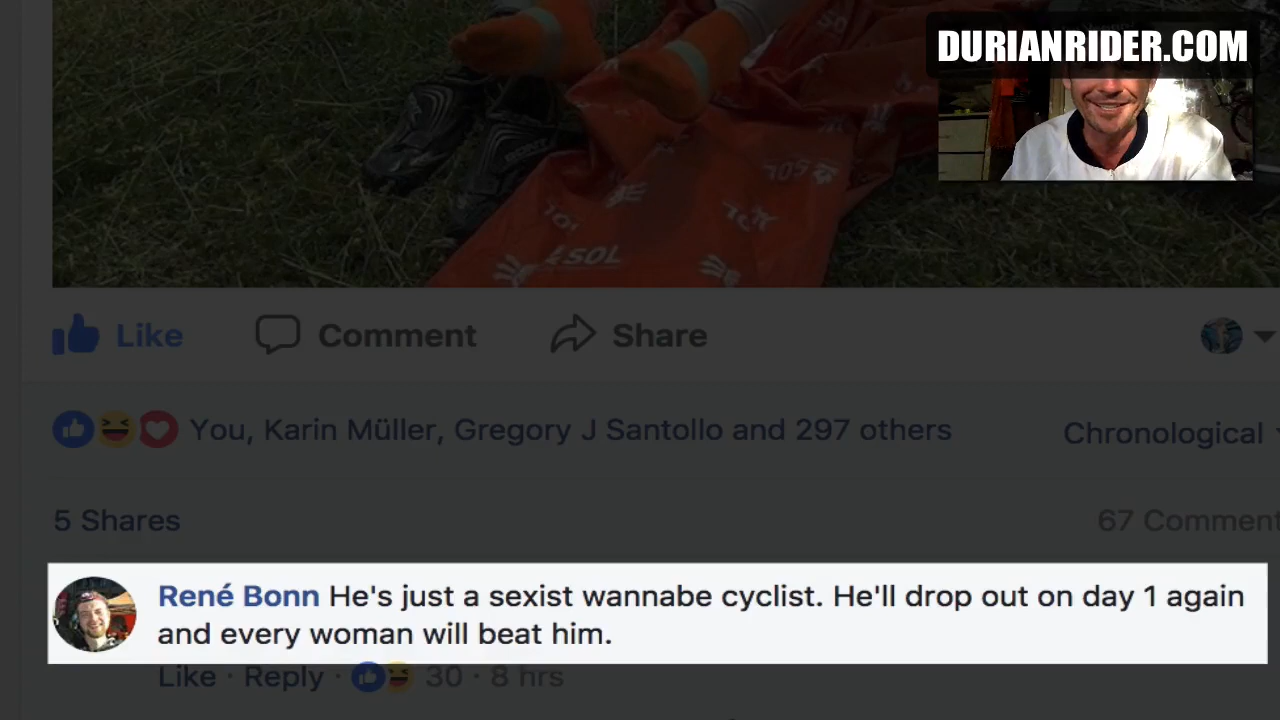 DURIANRIDER.COM
SOL
Like
Comment
Share
You, Karin Müller, Gregory J Santollo and 297 others
Chronological
5 Shares
67 Comment
René Bonn He's just a sexist wannabe cyclist. He'll drop out on day 1 again
and every woman will beat him.
Like · Reply · 30 · 8 hrs